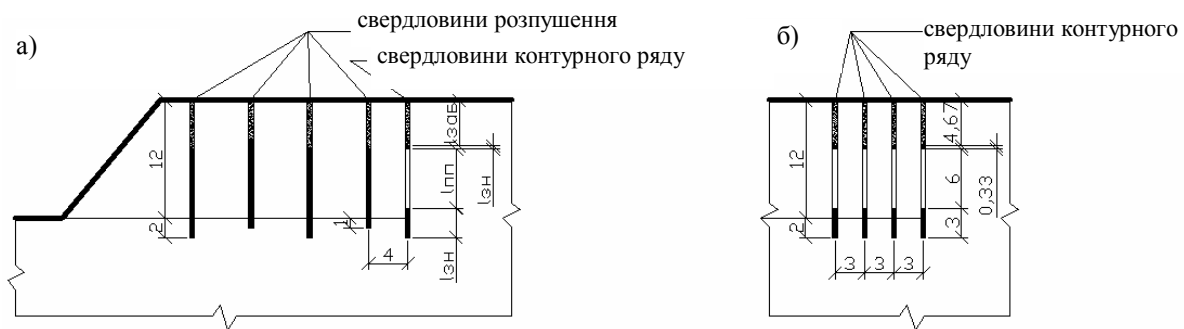 а)
свердловини розпушення
свердловини контурного ряду
12
2
1
4
lзаб
lпп
lзн
lзн
б)
свердловини контурного
ряду
12
2
3
3
3
4,67
6
3
0,33